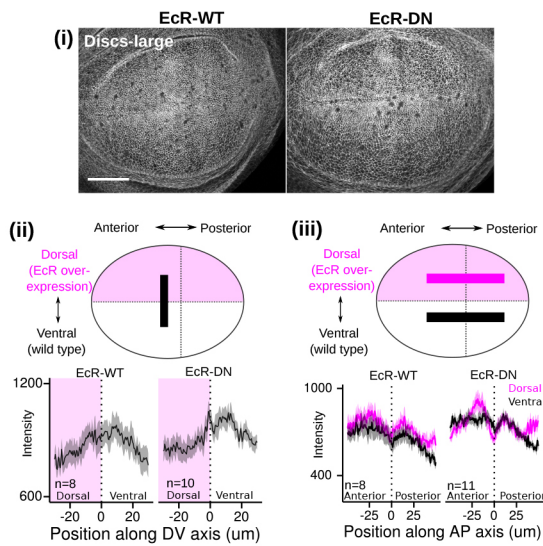 EcR-WT
EcR-DN
(i)
Discs-large
(ii)
Anterior
Posterior
Dorsal
(EcR over-
expression)
Ventral
(wild type)
EcR-WT
EcR-DN
1200
Intensity
600
n=8
Dorsal
Ventral
n=10
Dorsal
Ventral
-20
0
20
-20
0
20
Position along DV axis (um)
(iii)
Anterior
Posterior
Dorsal
(EcR over-
expression)
Ventral
(wild type)
EcR-WT
EcR-DN
1000
Dorsal
Ventra
Intensity
400
n=8
Anterior
Posterior
n=11
Anterior
Posterior
-25
0
25
-25
0
25
Position along AP axis (um)